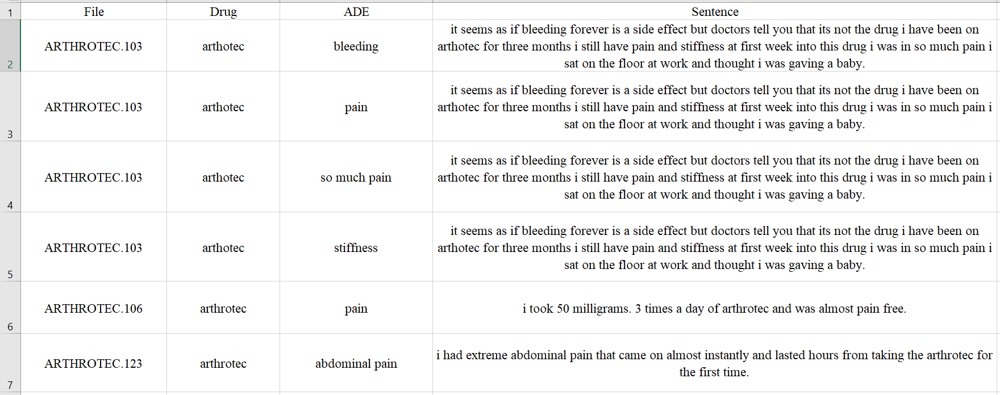 1 File Drug ADE Sentence
it seems as if bleeding forever is a side effect but doctors tell you that its not the drug i have been on
ARTHROTEC.103 arthotec bleeding arthotec for three months i still have pain and stiffness at first week into this drug i was in so much pain i
2 sat on the floor at work and thought i was gaving a baby.
it seems as if bleeding forever is a side effect but doctors tell you that its not the drug i have been on
ARTHROTEC.103 arthotec pain arthotec for three months i still have pain and stiffness at first week into this drug i was in so much pain i
sat on the floor at work and thought i was gaving a baby.
3
it seems as if bleeding forever is a side effect but doctors tell you that its not the drug i have been on
ARTHROTEC.103 arthotec so much pain arthotec for three months i still have pain and stiffness at first week into this drug i was in so much pain i
sat on the floor at work and thought i was gaving a baby.
4
it seems as if bleeding forever is a side effect but doctors tell you that its not the drug i have been on
ARTHROTEC.103 arthotec stiffness arthotec for three months i still have pain and stiffness at first week into this drug i was in so much pain i
sat on the floor at work and thought i was gaving a baby.
5
ARTHROTEC.106 arthrotec pain i took 50 milligrams. 3 times a day of arthrotec and was almost pain free.
6
i had extreme abdominal pain that came on almost instantly and lasted hours from taking the arthrotec for
ARTHROTEC.123 arthrotec abdominal pain
the first time.
7